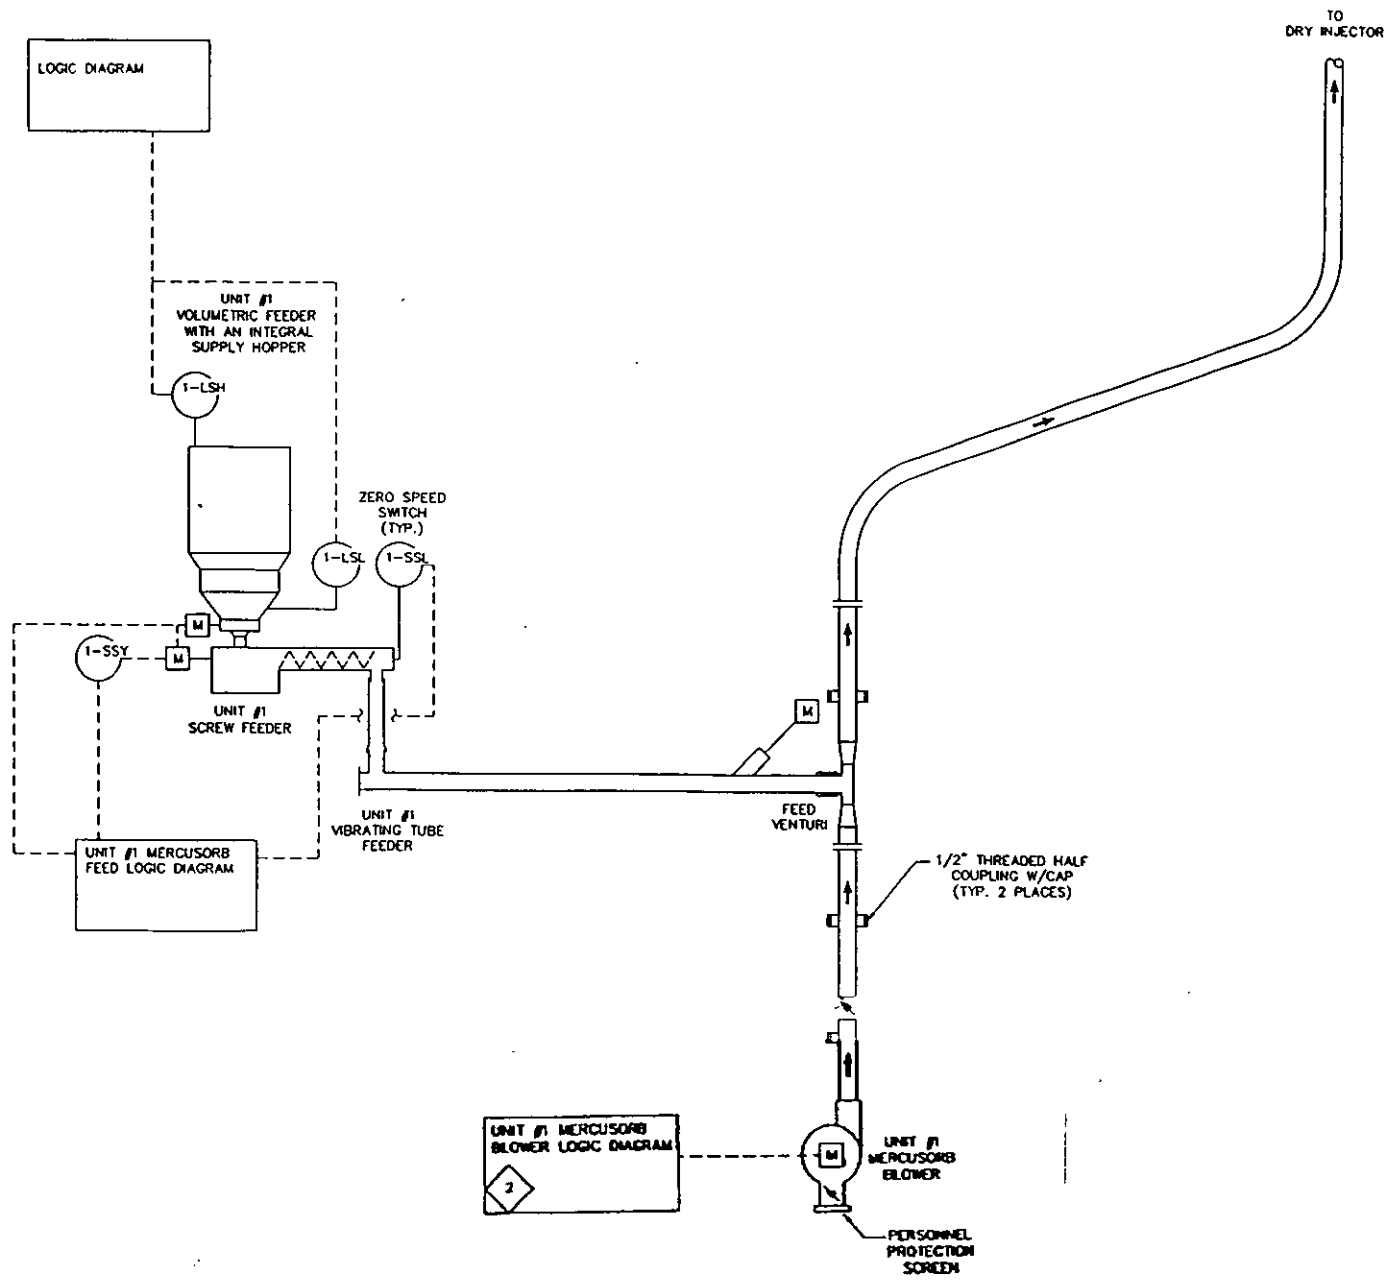 TO
DRY INJECTOR
LOGIC DIAGRAM
UNIT #1
VOLUMETRIC FEEDER
WITH AN INTEGRAL
SUPPLY HOPPER
1-LSH
ZERO SPEED
SWITCH
(TYP.)
1-LSL
1-SSL
M
1-SSY
M
UNIT #1
SCREW FEEDER
M
UNIT #1
VIBRATING TUBE
FEEDER
FEED
VENTURI
UNIT #1 MERCUSORB
FEED LOGIC DIAGRAM
1/2" THREADED HALF
COUPLING W/CAP
(TYP. 2 PLACES)
UNIT #1 MERCUSORB
BLOWER LOGIC DIAGRAM
2
M
UNIT #1
MERCUSORB
BLOWER
PERSONNEL
PROTECTION
SCREEN